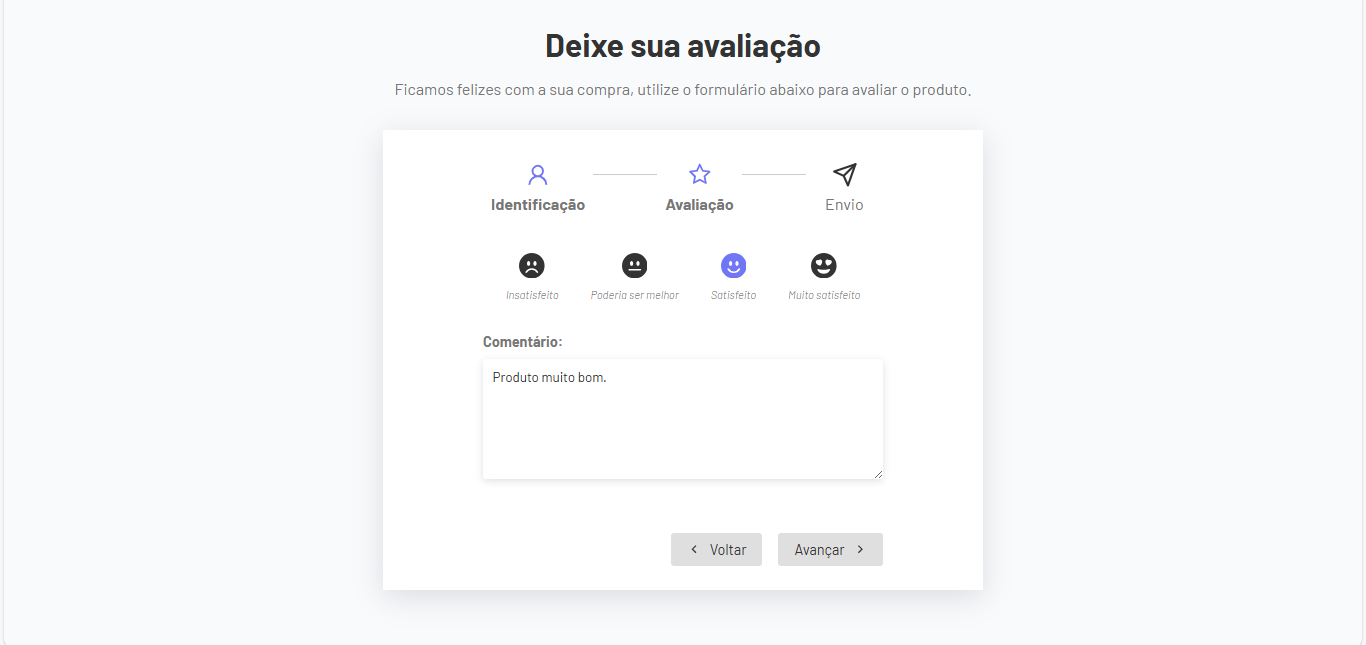 Deixe sua avaliação
Ficamos felizes com a sua compra, utilize o formulário abaixo para avaliar o produto.
Identificação Avaliação Envio
Insatisfeito Poderia ser melhor Satisfeito Muito satisfeito
Comentário:
Produto muito bom.
Voltar Avançar